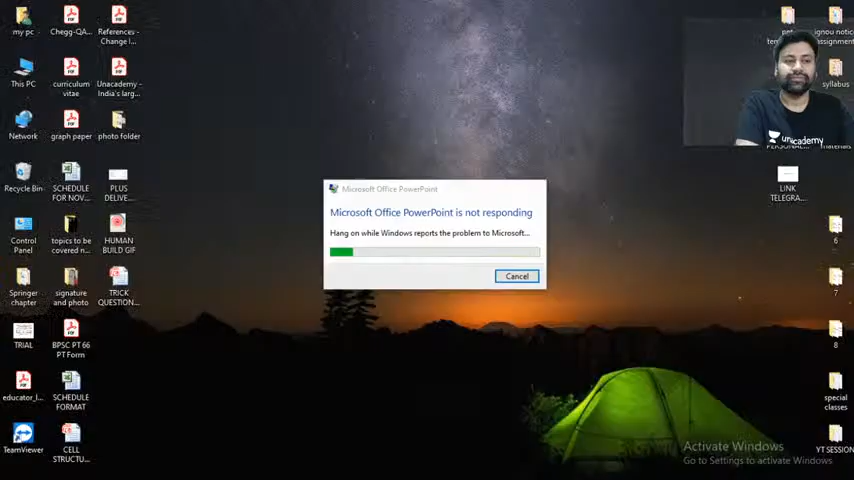 my pc
Chegg-QA...
References -
Change I...
This PC
curriculum
vitae
Unacademy -
India's larg...
Network
graph paper
photo folder
Recycle Bin
SCHEDULE
FOR NOV...
PLUS
DELIVE...
Control
Panel
topics to be
covered n...
HUMAN
BUILD GIF
Springer
chapter
signature
and photo
TRICK
QUESTION...
TRIAL
BPSC PT 66
PT Form
educator_l...
SCHEDULE
FORMAT
TeamViewer
CELL
STRUCTU...
Microsoft Office PowerPoint
Microsoft Office PowerPoint is not responding
Hang on while Windows reports the problem to Microsoft...
Cancel
unacademy
ignou notic
assignment
syllabus
LINK
TELEGRA...
6
7
8
special
classes
YT SESSION
Activate Windows
Go to Settings to activate Windows